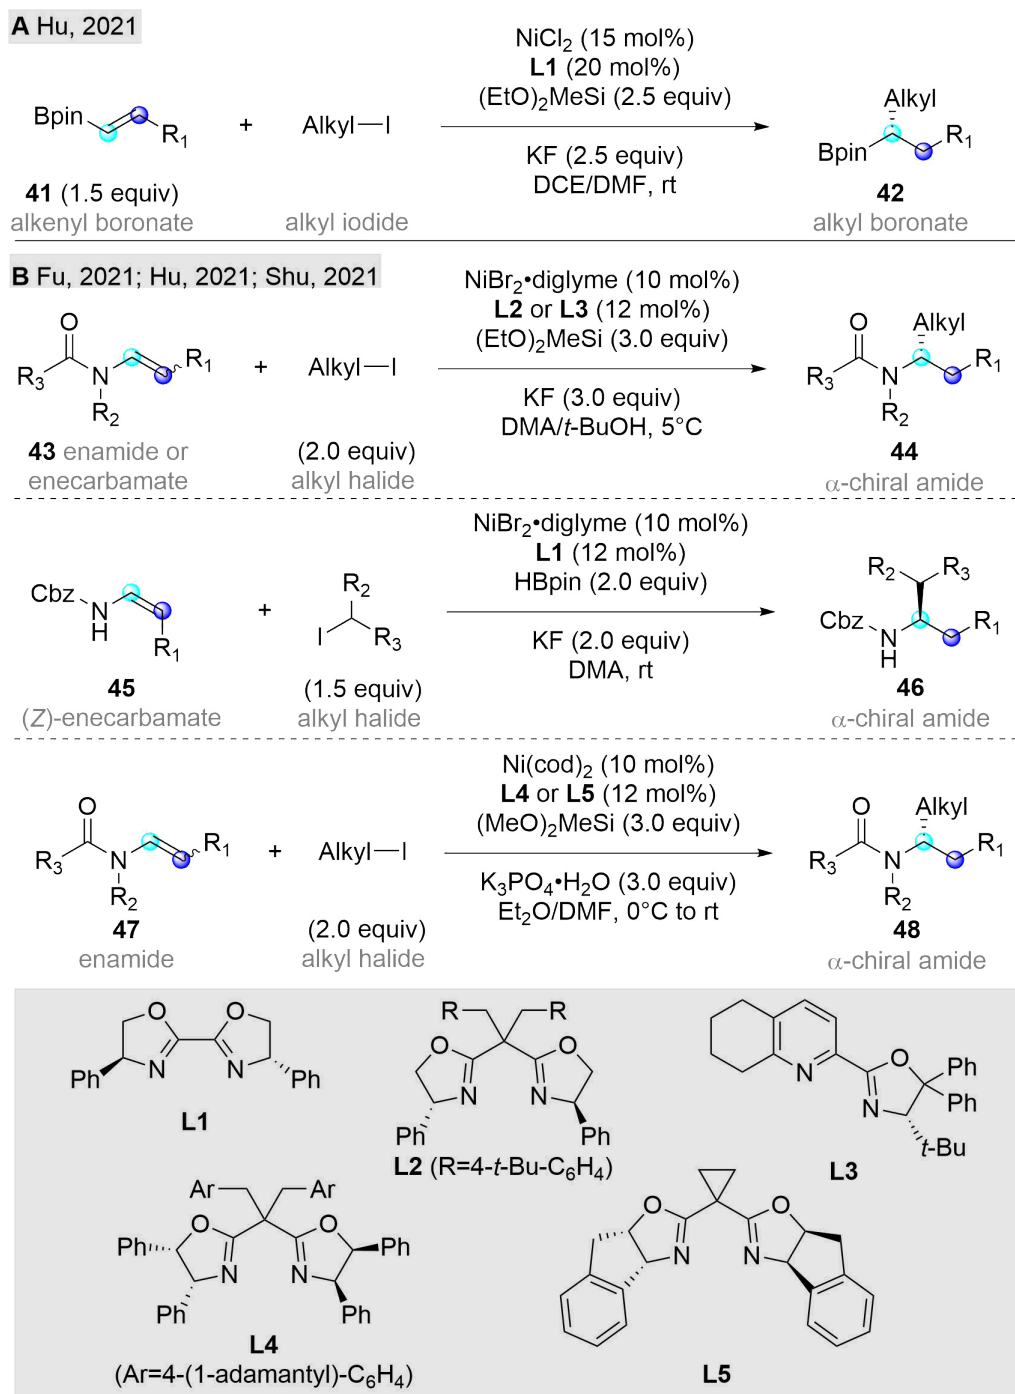 A Hu, 2021
NiCl2 (15 mol%)
L1 (20 mol%)
(EtO)2MeSi (2.5 equiv)
KF (2.5 equiv)
DCE/DMF, rt
Bpin
R1
+
Alkyl—I
Alkyl
Bpin
R1
41 (1.5 equiv)
alkenyl boronate
alkyl iodide
42
alkyl boronate
B Fu, 2021; Hu, 2021; Shu, 2021
NiBr2•diglyme (10 mol%)
L2 or L3 (12 mol%)
(EtO)2MeSi (3.0 equiv)
KF (3.0 equiv)
DMA/t-BuOH, 5°C
O
R3
N
R2
R1
+
Alkyl—I
O
Alkyl
R3
N
R2
R1
43 enamide or
enecarbamate
(2.0 equiv)
alkyl halide
44
α-chiral amide
NiBr2•diglyme (10 mol%)
L1 (12 mol%)
HBpin (2.0 equiv)
KF (2.0 equiv)
DMA, rt
Cbz
N
H
R1
+
R2
I
R3
R2
R3
Cbz
N
H
R1
45
(Z)-enecarbamate
(1.5 equiv)
alkyl halide
46
α-chiral amide
Ni(cod)2 (10 mol%)
L4 or L5 (12 mol%)
(MeO)2MeSi (3.0 equiv)
K3PO4•H2O (3.0 equiv)
Et2O/DMF, 0°C to rt
O
R3
N
R2
R1
+
Alkyl—I
O
Alkyl
R3
N
R2
R1
47
enamide
(2.0 equiv)
alkyl halide
48
α-chiral amide
O
O
Ph
N
N
Ph
L1
R
R
O
O
N
N
Ph
Ph
L2 (R=4-t-Bu-C6H4)
N
O
Ph
Ph
N
t-Bu
L3
Ar
Ar
O
O
Ph
Ph
N
N
Ph
Ph
L4
(Ar=4-(1-adamantyl)-C6H4)
O
O
N
N
L5